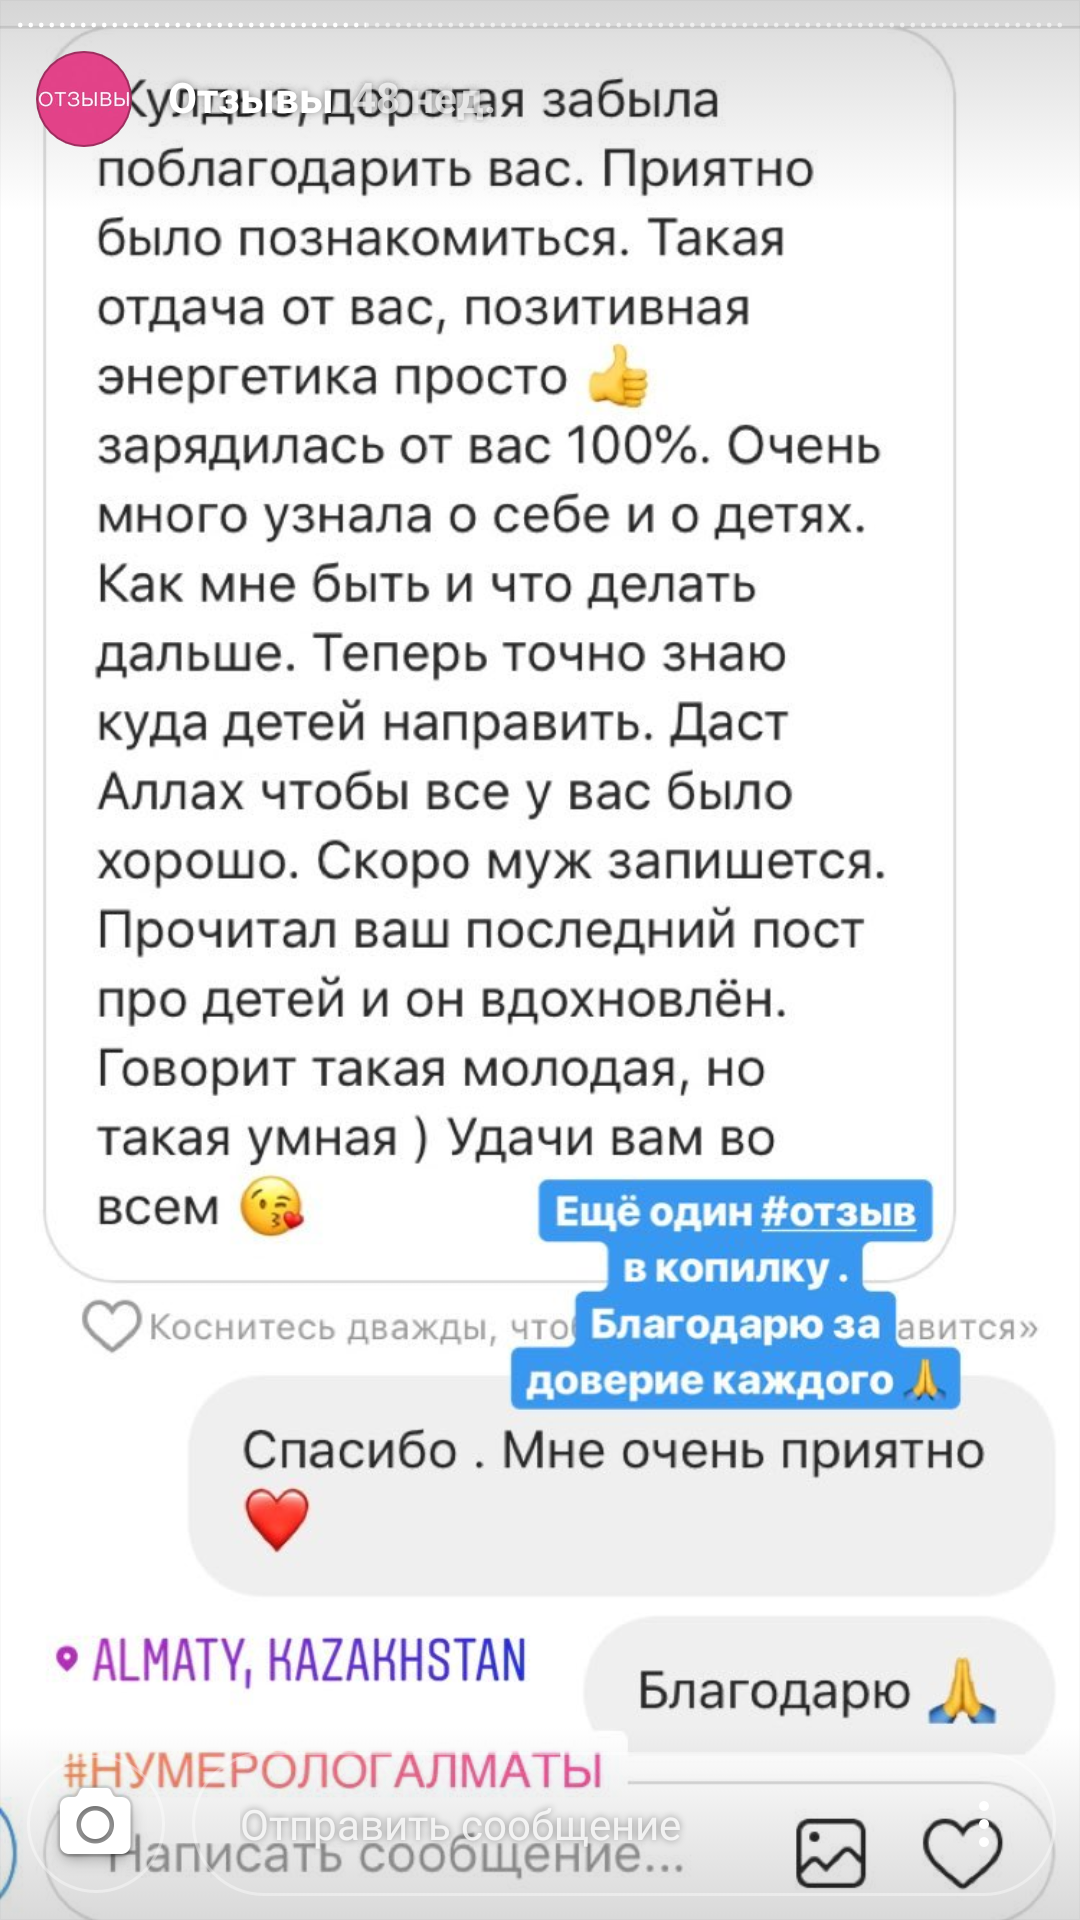 ОТЗЫВЫ
Отзывы 48 нед.
дорогая забыла
поблагодарить вас. Приятно
было познакомиться. Такая
отдача от вас, позитивная
энергетика просто 👍
зарядилась от вас 100%. Очень
много узнала о себе и о детях.
Как мне быть и что делать
дальше. Теперь точно знаю
куда детей направить. Даст
Аллах чтобы все у вас было
хорошо. Скоро муж запишется.
Прочитал ваш последний пост
про детей и он вдохновлён.
Говорит такая молодая, но
такая умная ) Удачи вам во
всем 😘
Ещё один #отзыв
в копилку .
Благодарю за
доверие каждого 🙏
Коснитесь дважды, что авится»
Спасибо . Мне очень приятно
❤️
ALMATY, KAZAKHSTAN
Благодарю 🙏
#НУМЕРОЛОГАЛМАТЫ
Отправить сообщение
Написать сообщение...